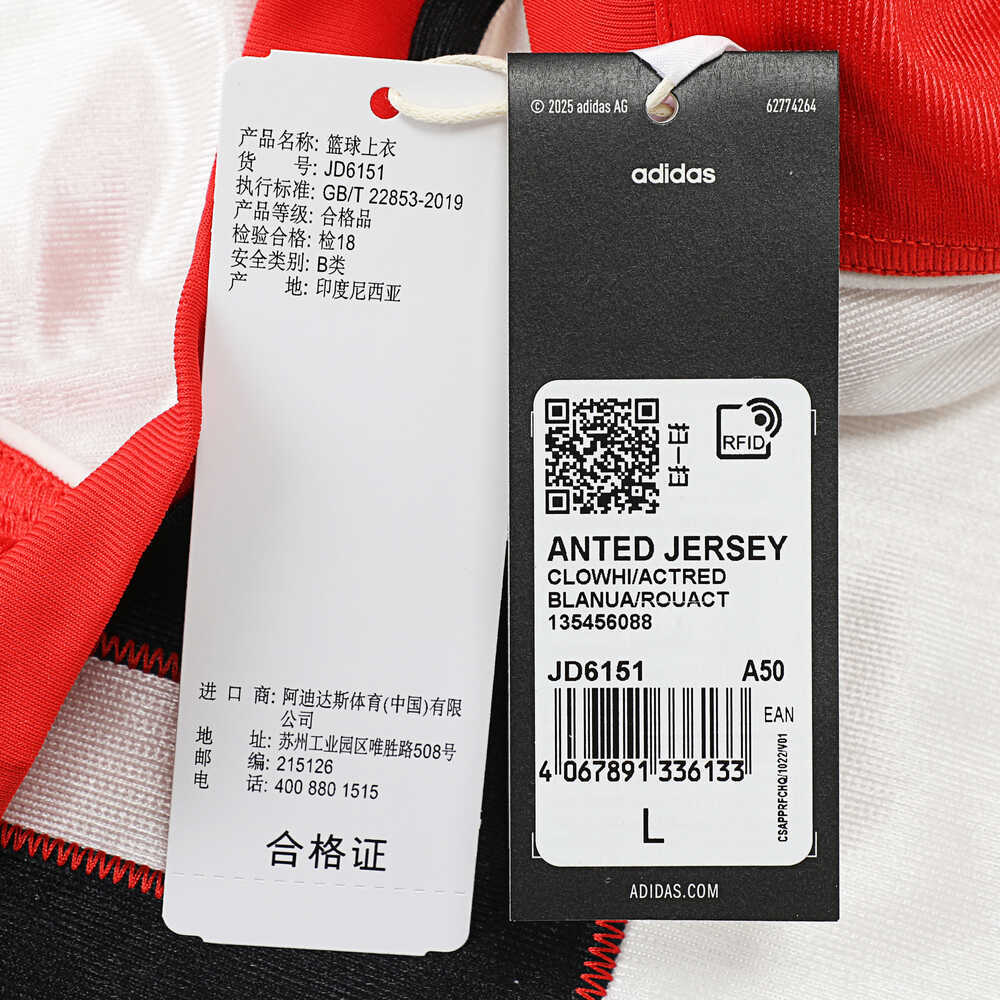 产品名称: 篮球上衣
货 号: JD6151
执行标准: GB/T 22853-2019
产品等级: 合格品
检验合格: 检18
安全类别: B类
产 地: 印度尼西亚
进 口 商: 阿迪达斯体育(中国)有限
公司
地 址: 苏州工业园区唯胜路508号
邮 编: 215126
电 话: 400 880 1515
合格证
© 2025 adidas AG
62774264
adidas
扫一扫
RFID
ANTED JERSEY
CLOWHI/ACTRED
BLANUA/ROUACT
135456088
JD6151 A50
EAN
4 067891 336133
CSAPPRFCHQ/1022/V01
L
ADIDAS.COM